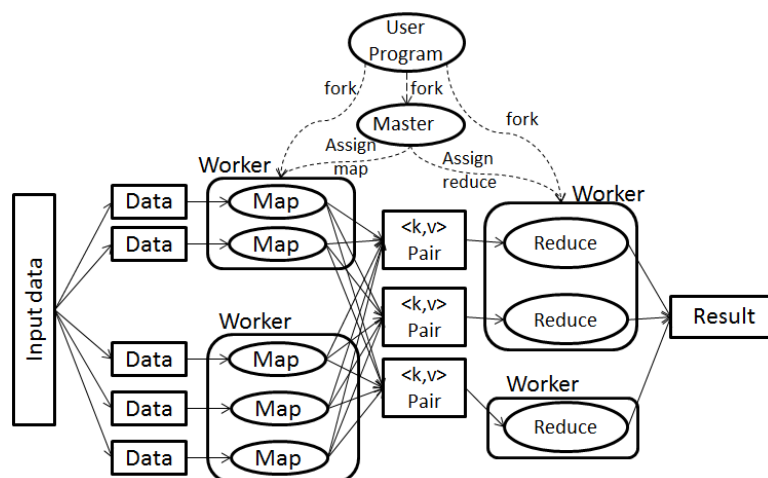 User
Program
fork
fork
fork
Master
Assign
map
Assign
reduce
Worker
Worker
Input data
Data
Map
Data
Map
<k,v>
Pair
Reduce
Worker
<k,v>
Pair
Reduce
Result
Data
Map
Data
Map
<k,v>
Pair
Worker
Reduce
Data
Map